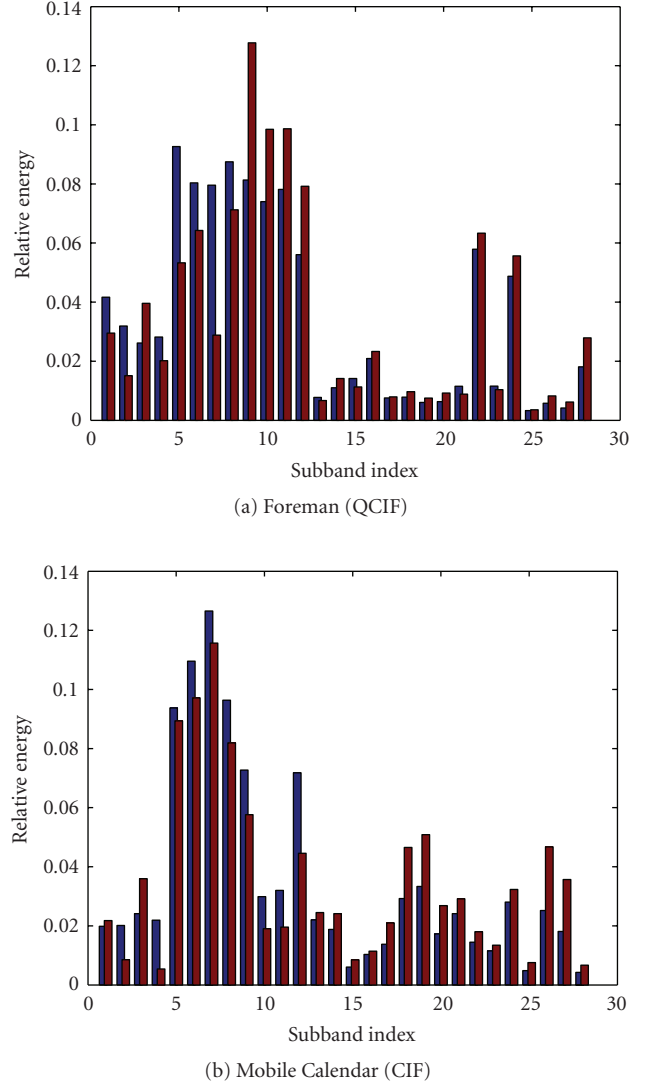 0.14
0.12
0.1
0.08
0.06
0.04
0.02
0
Relative energy
0 5 10 15 20 25 30
Subband index
(a) Foreman (QCIF)
0.14
0.12
0.1
0.08
0.06
0.04
0.02
0
Relative energy
0 5 10 15 20 25 30
Subband index
(b) Mobile Calendar (CIF)